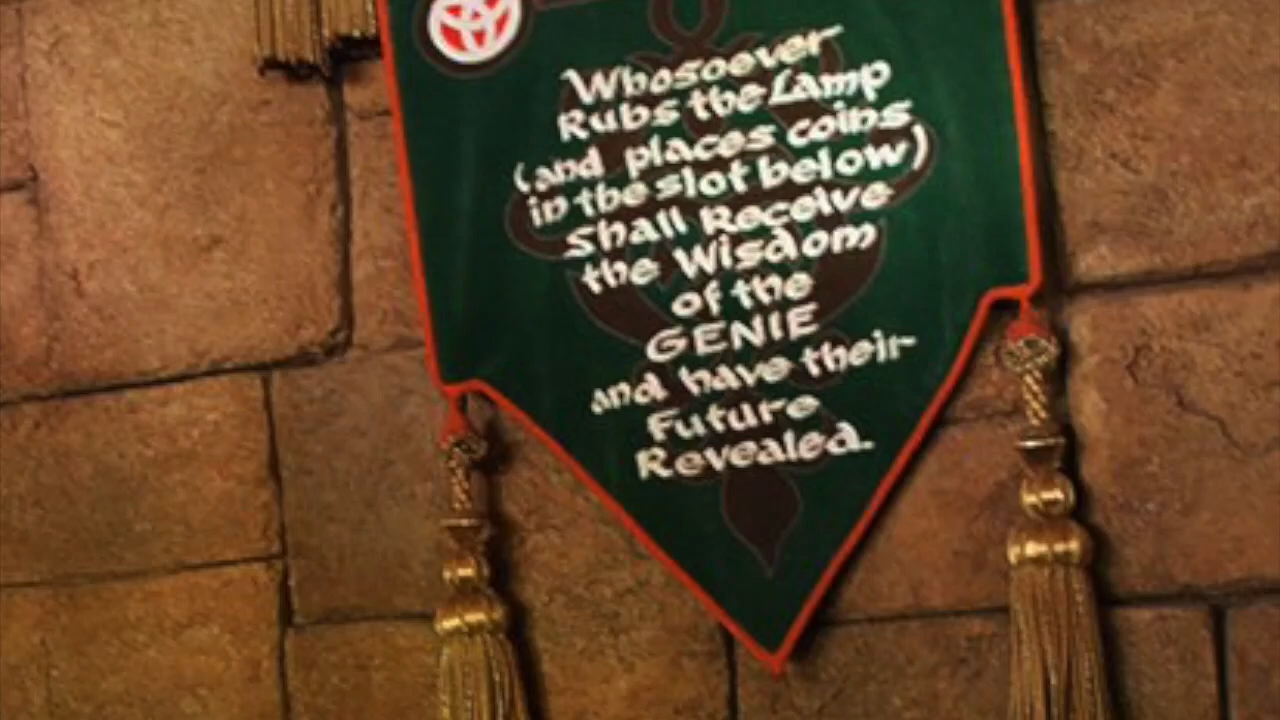 Whosoever
Rubs the Lamp
(and places coins
in the slot below)
shall Receive
the Wisdom
of the
GENIE
and have their
Future
Revealed.